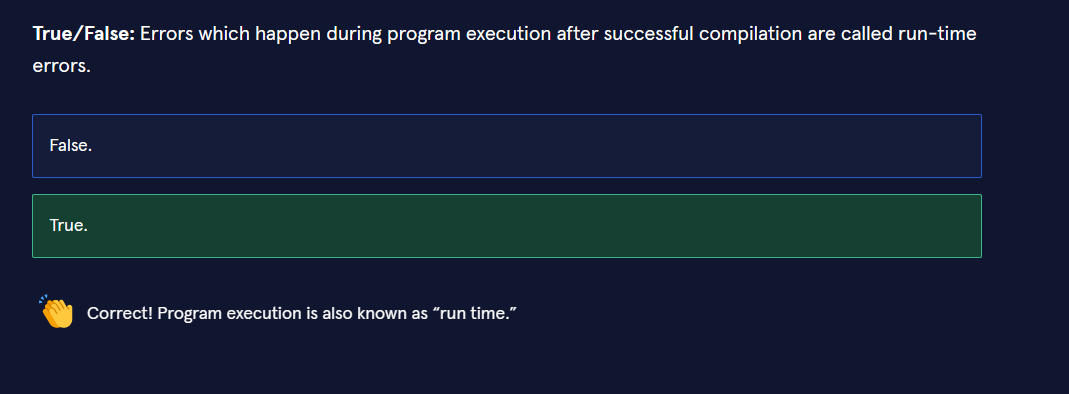 True/False: Errors which happen during program execution after successful compilation are called run-time
errors.
False.
True.
Correct! Program execution is also known as “run time.”